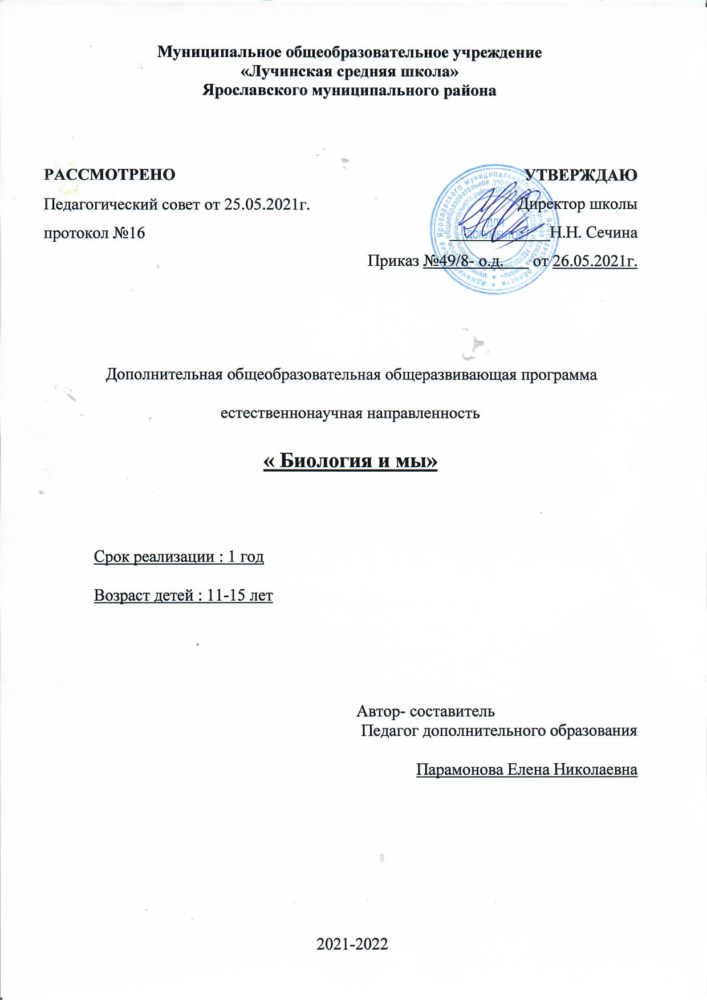 Муниципальное общеобразовательное учреждение
«Лучинская средняя школа»
Ярославского муниципального района
РАССМОТРЕНО
УТВЕРЖДАЮ
Педагогический совет от 25.05.2021г.
Директор школы
протокол №16
Н.Н. Сечина
Приказ №49/8- о.д. от 26.05.2021г.
ДЛЯ
ДОКУМЕНТОВ
Дополнительная общеобразовательная общеразвивающая программа
естественнонаучная направленность
« Биология и мы»
Срок реализации : 1 год
Возраст детей : 11-15 лет
Автор- составитель
Педагог дополнительного образования
Парамонова Елена Николаевна
2021-2022